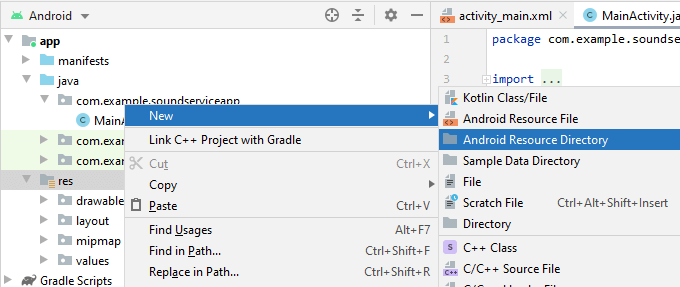 Android
activity_main.xml
MainActivity.ja
app
manifests
java
com.example.soundserviceapp
MainA
com.exam
com.exa
res
drawable
layout
mipmap
values
Gradle Scripts
1
package com.example.soundse
2
3
import ...
New
Link C++ Project with Gradle
Cut Ctrl+X
Copy
Paste Ctrl+V
Find Usages Alt+F7
Find in Path... Ctrl+Shift+F
Replace in Path... Ctrl+Shift+R
Kotlin Class/File
Android Resource File
Android Resource Directory
Sample Data Directory
File
Scratch File Ctrl+Alt+Shift+Insert
Directory
C++ Class
C/C++ Source File